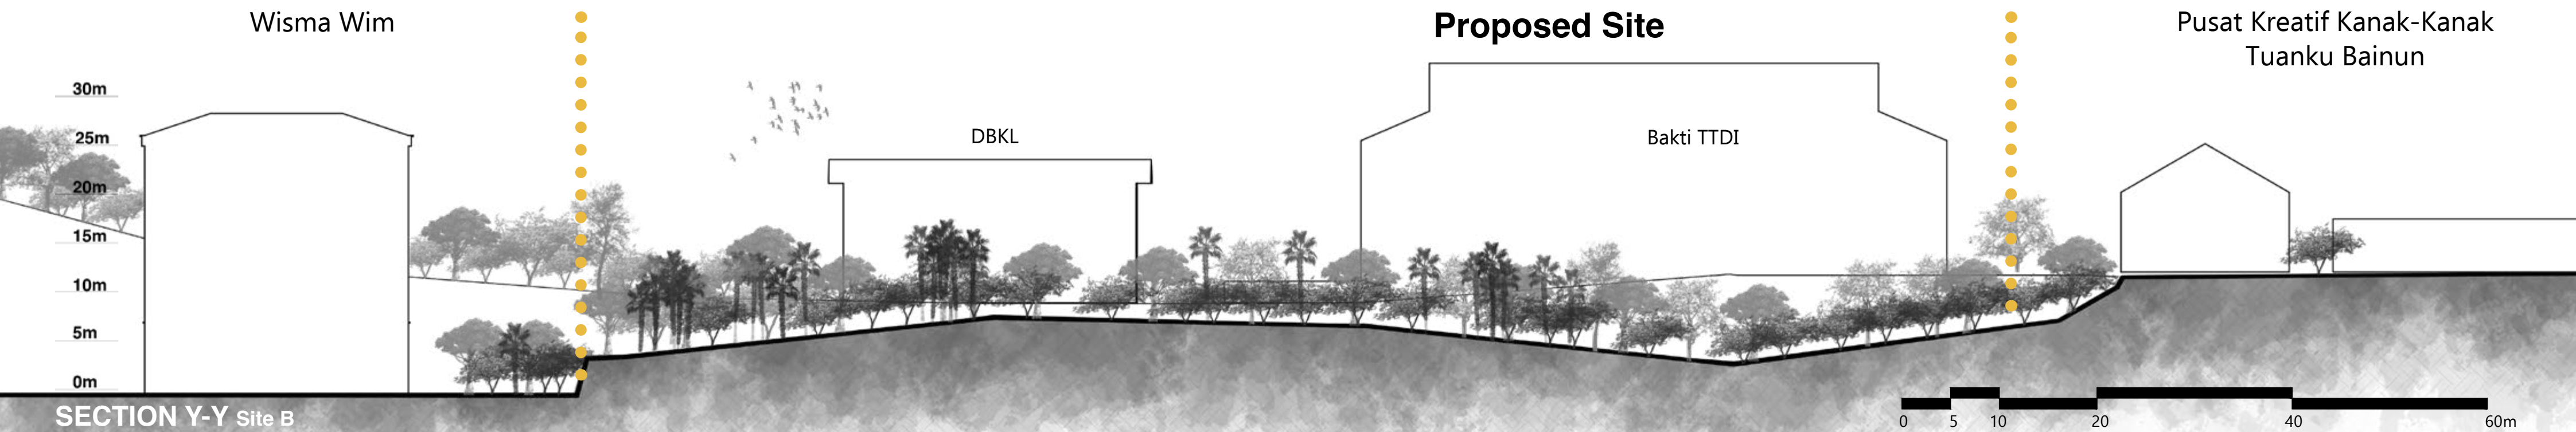 Wisma Wim
Proposed Site
Pusat Kreatif Kanak-Kanak
Tuanku Bainun
30m
25m
20m
15m
10m
5m
0m
DBKL
Bakti TTDI
SECTION Y-Y Site B
0 5 10 20 40 60m